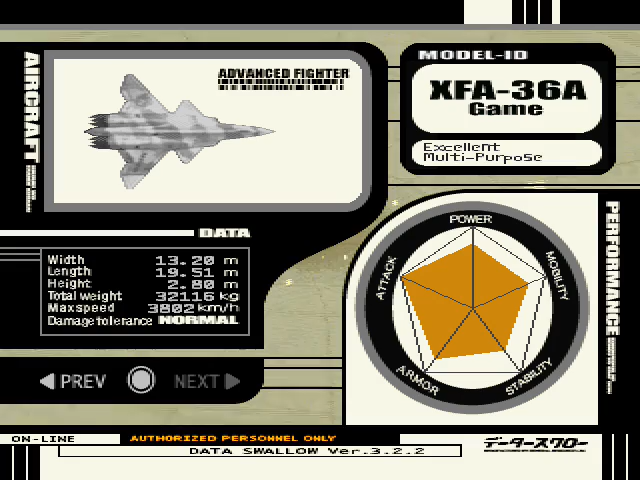 AIRCRAFT
ADVANCED FIGHTER
MODEL-ID
XFA-36A
Game
Excellent
Multi-Purpose
DATA
Width 13.20 m
Length 19.51 m
Height 2.80 m
Total weight 32116 kg
Maxspeed 3802 km/h
Damage tolerance NORMAL
PERFORMANCE
POWER
MOBILITY
STABILITY
ARMOR
ATTACK
PREV
NEXT
ON-LINE
AUTHORIZED PERSONNEL ONLY
DATA SWALLOW Ver.3.2.2
データースワロー